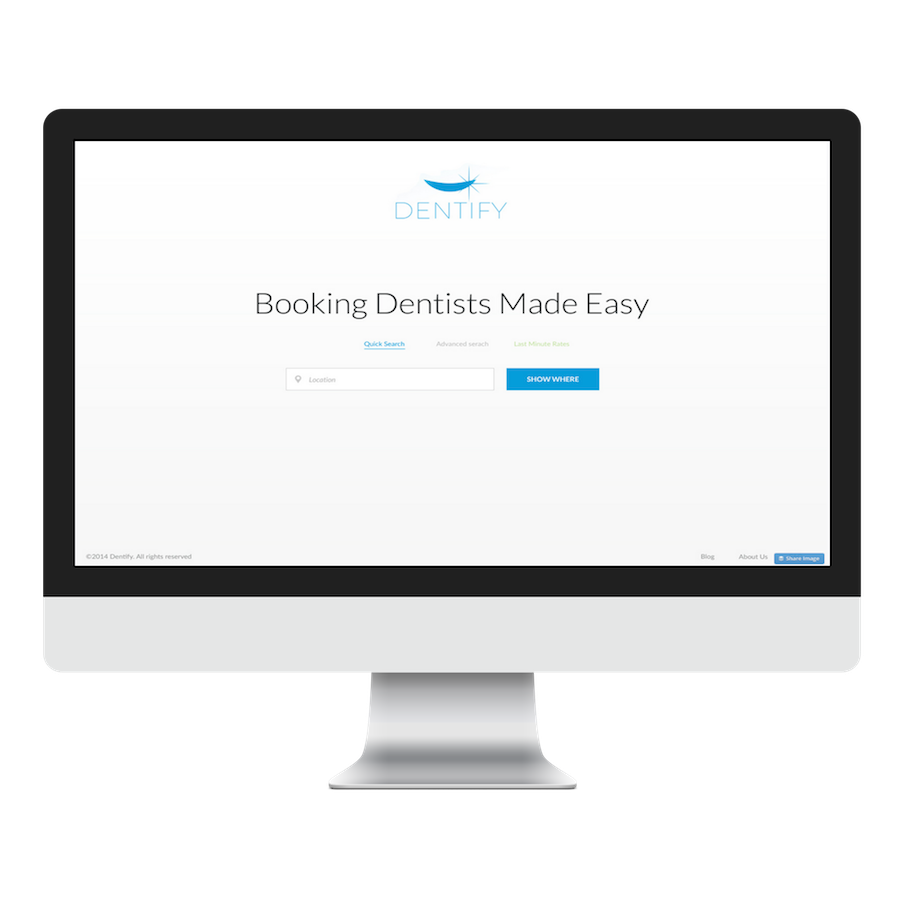 DENTIFY
Booking Dentists Made Easy
Quick Search Advanced serach Last Minute Rates
Location SHOW WHERE
©2014 Dentify. All rights reserved Blog About Us Share Image